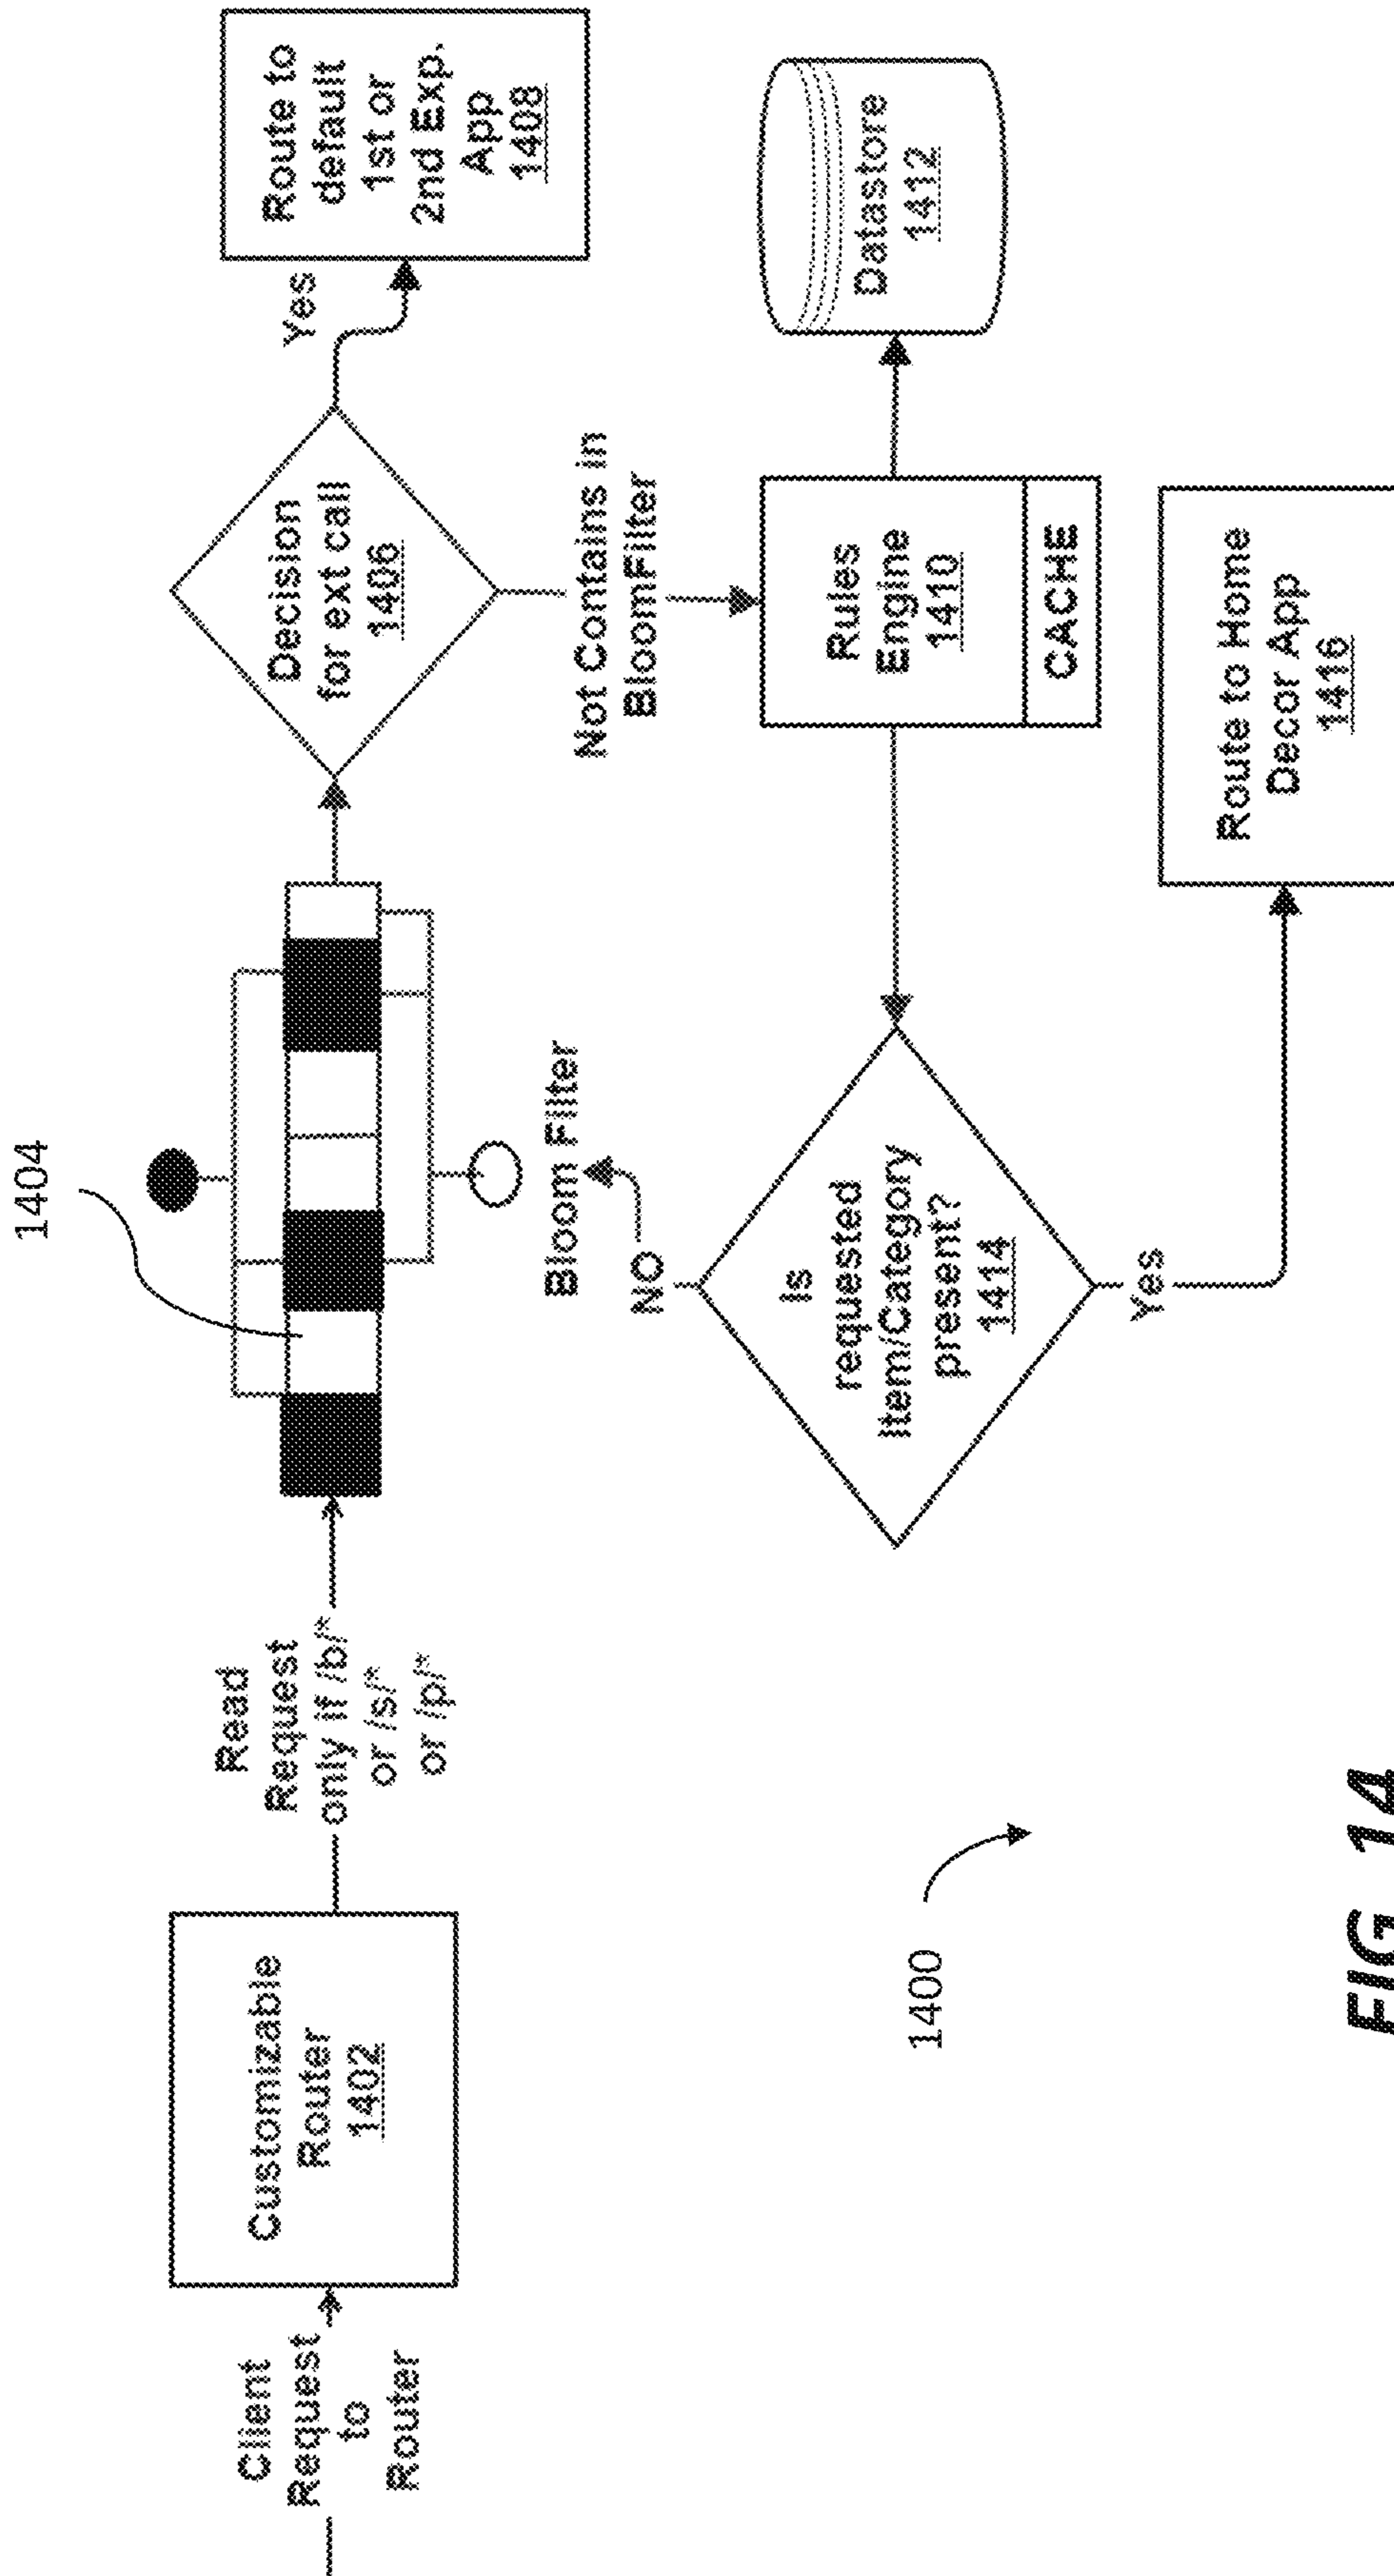 Client
Request
to
Router
Customizable
Router
1402
Read
Request
only if /b/*
or /s/*
or /p/*
1404
Bloom Filter
Decision
for ext call
1406
Yes
Route to
default
1st or
2nd Exp.
App
1408
Not Contains in
BloomFilter
Rules
Engine
1410
CACHE
Datastore
1412
NO
Is
requested
Item/Category
present?
1414
Yes
Route to Home
Decor App
1416
1400
FIG. 14